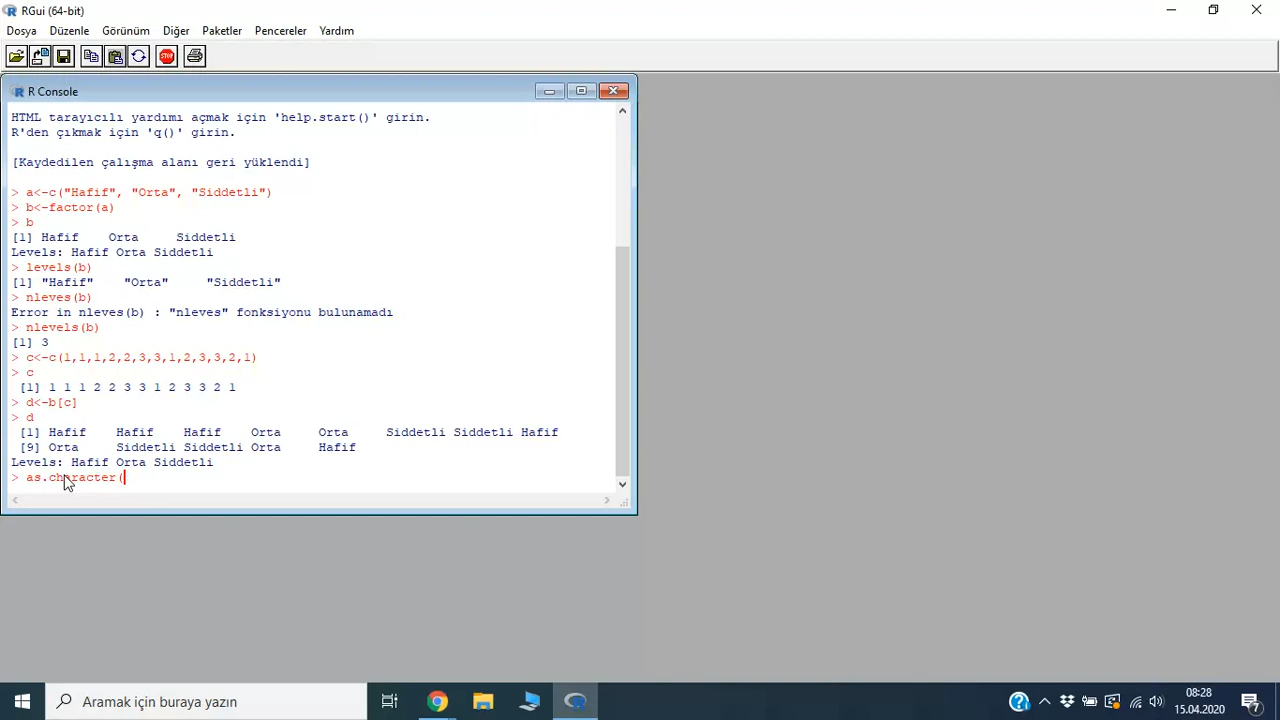 RGui (64-bit)
Dosya Düzenle Görünüm Diğer Paketler Pencereler Yardım
STOP
R Console
HTML tarayıcılı yardımı açmak için 'help.start()' girin.
R'den çıkmak için 'q()' girin.
[Kaydedilen çalışma alanı geri yüklendi]
> a<-c("Hafif", "Orta", "Siddetli")
> b<-factor(a)
> b
[1] Hafif    Orta     Siddetli
Levels: Hafif Orta Siddetli
> levels(b)
[1] "Hafif"    "Orta"     "Siddetli"
> nleves(b)
Error in nleves(b) : "nleves" fonksiyonu bulunamadı
> nlevels(b)
[1] 3
> c<-c(1,1,1,2,2,3,3,1,2,3,3,2,1)
> c
 [1] 1 1 1 2 2 3 3 1 2 3 3 2 1
> d<-b[c]
> d
 [1] Hafif    Hafif    Hafif    Orta     Orta     Siddetli Siddetli Hafif
 [9] Orta     Siddetli Siddetli Orta     Hafif
Levels: Hafif Orta Siddetli
> as.character(
Aramak için buraya yazın
08:28
15.04.2020
7